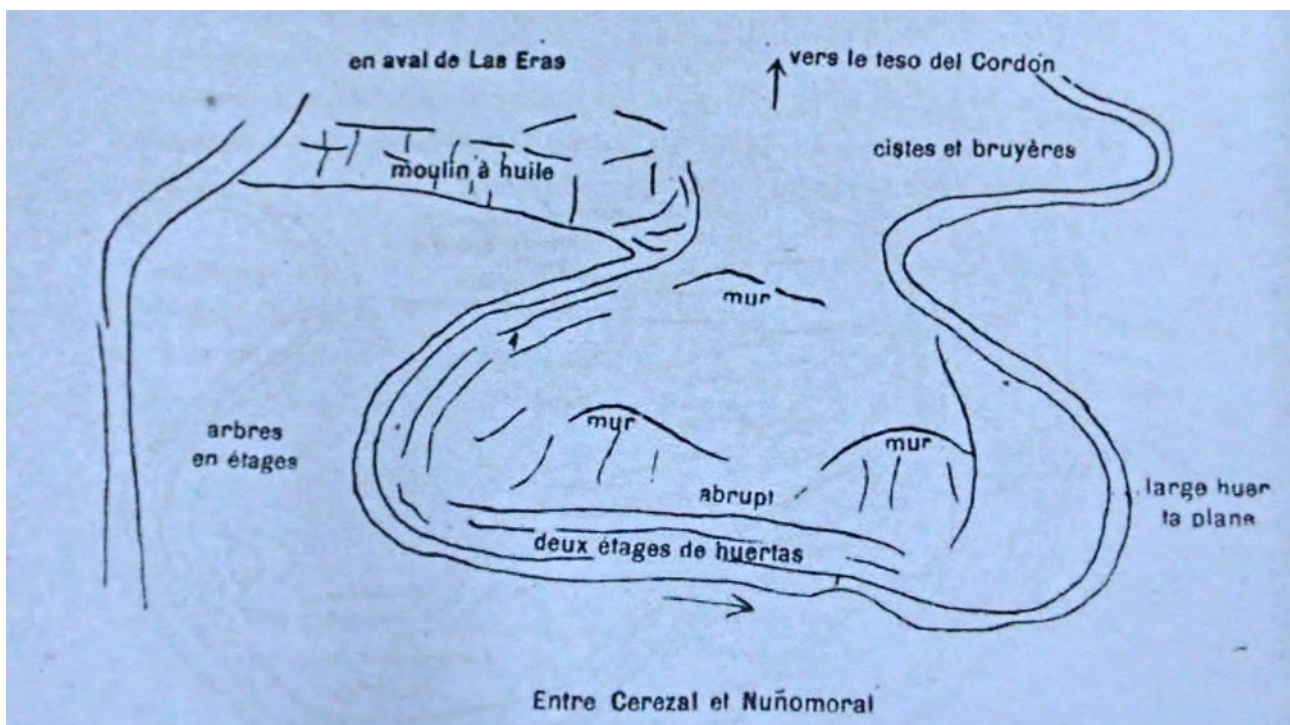 en aval de Las Eras
vers le teso del Cordón
cistes et bruyères
moulin à huile
mur
arbres
en étages
mur
mur
abrupt
large huer
ta plane
deux étages de huertas
Entre Cerezal et Nuñomoral